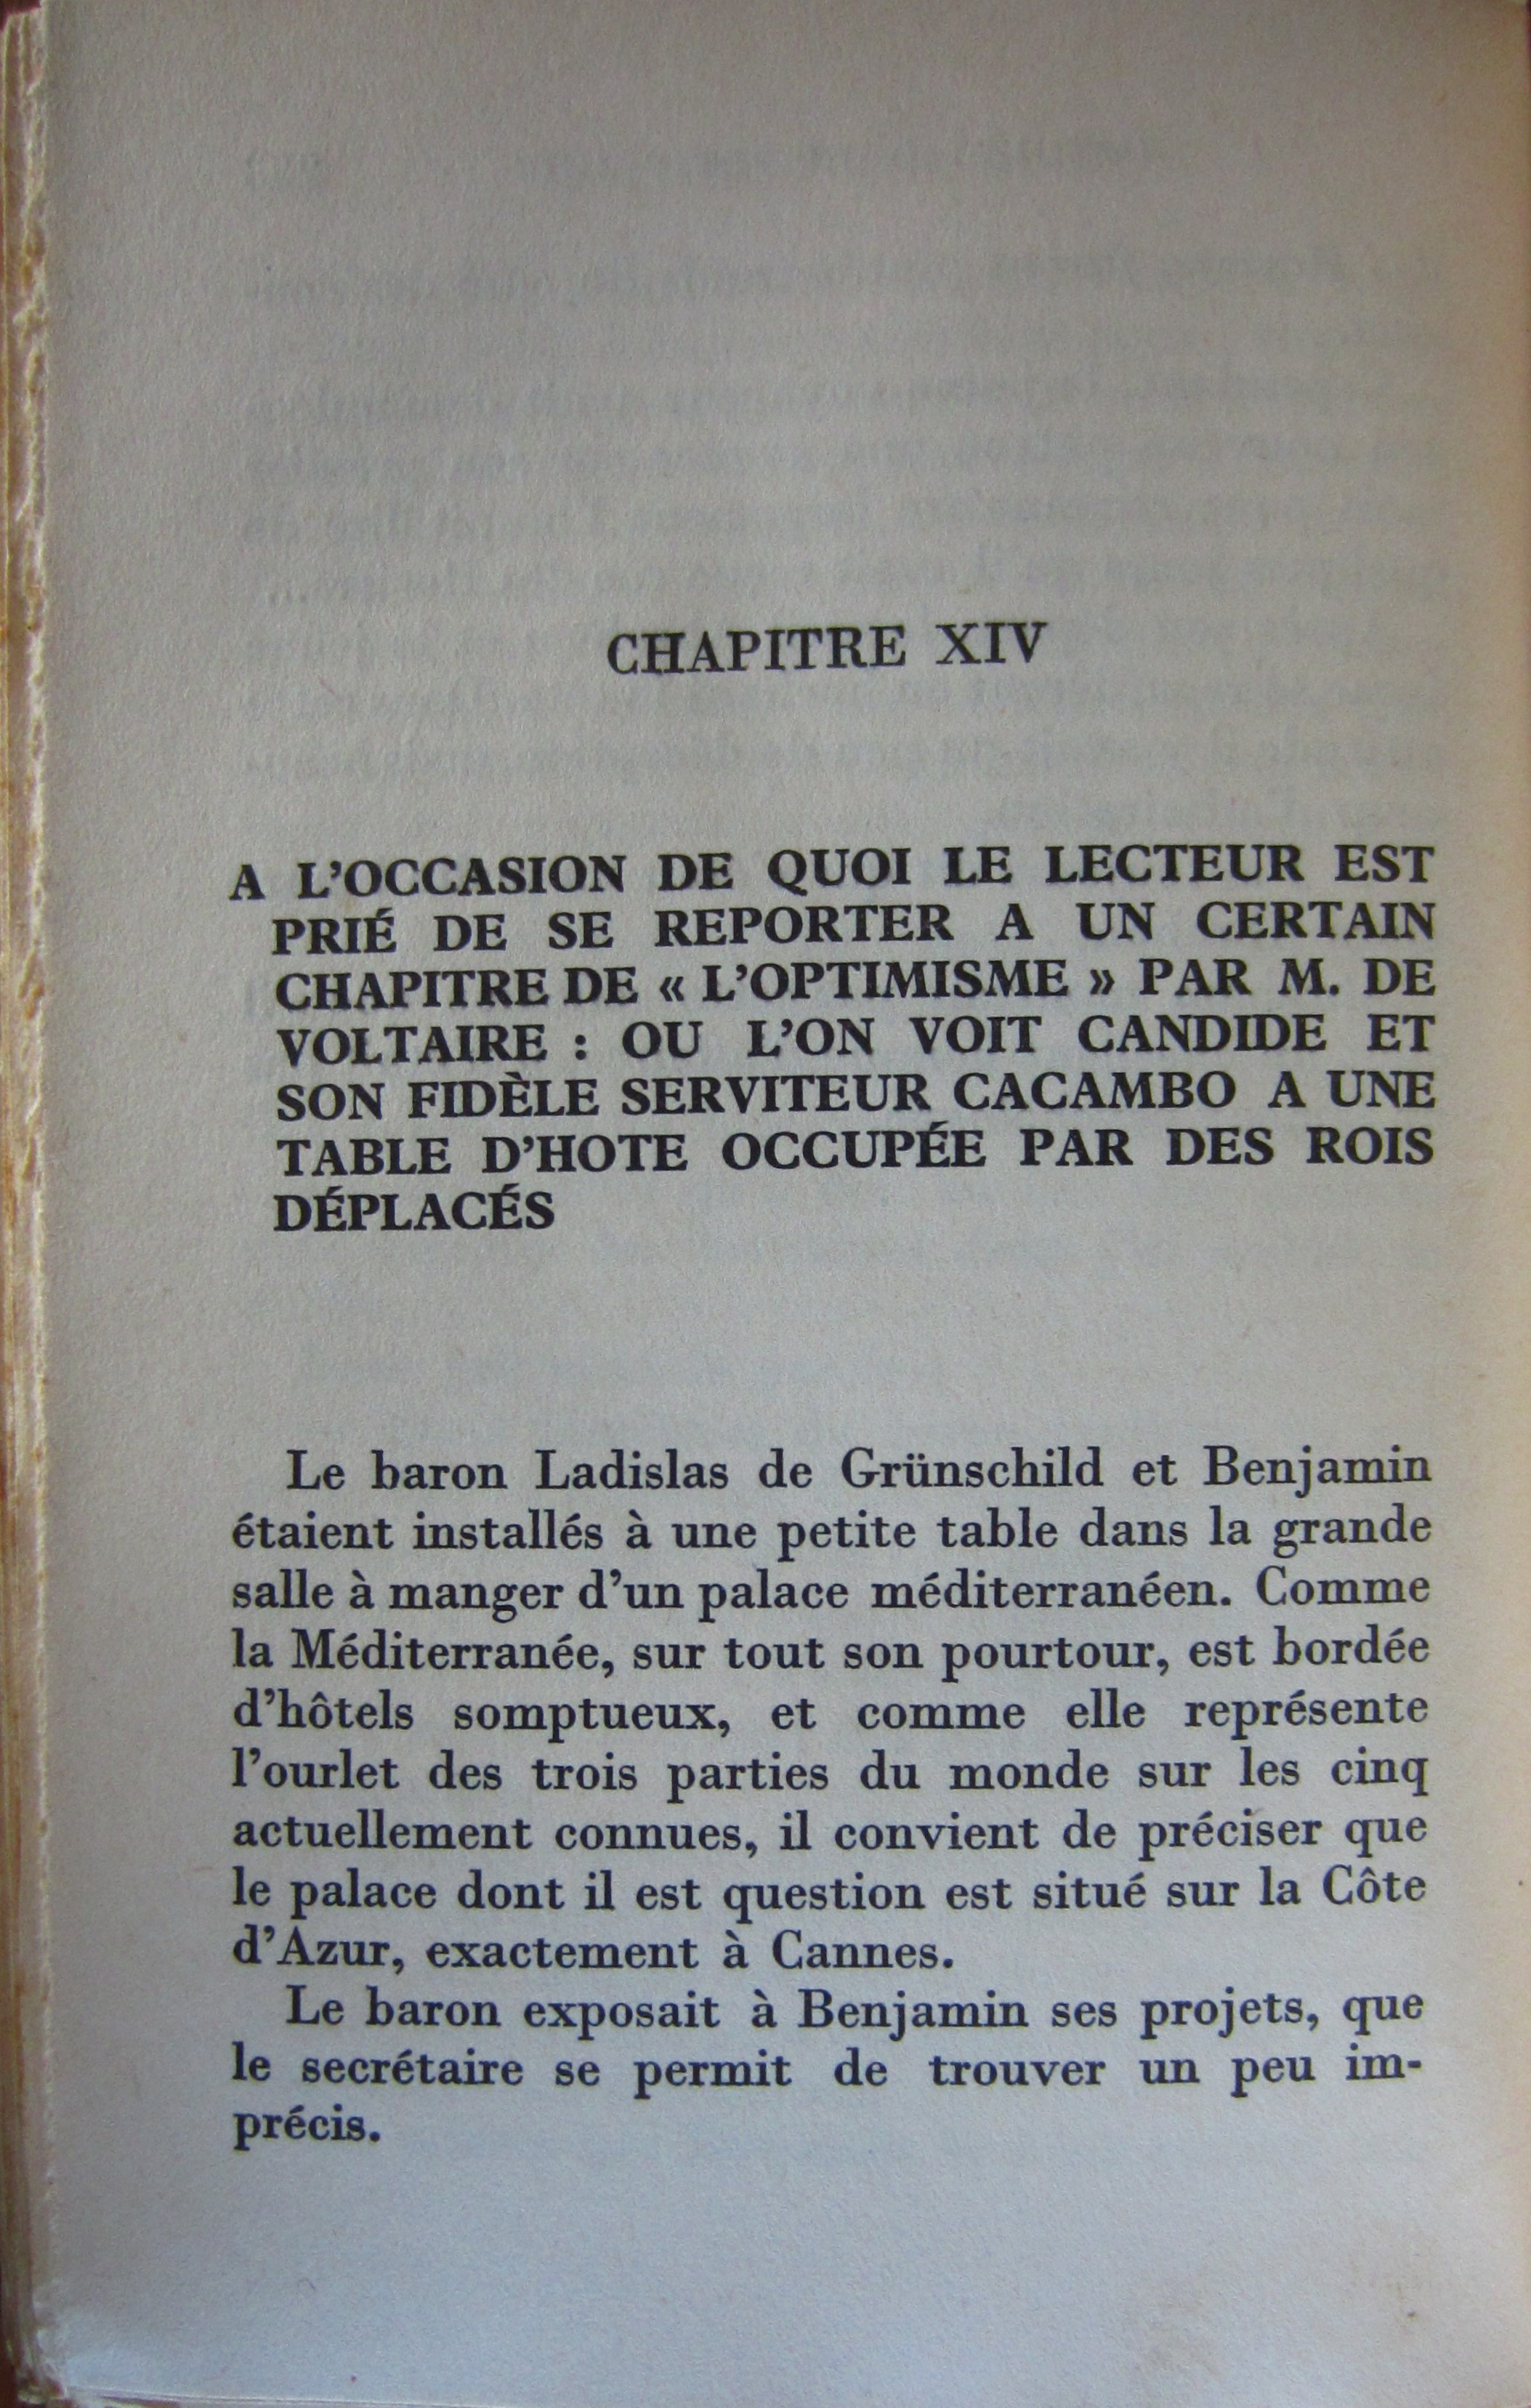 CHAPITRE XIV
A L'OCCASION DE QUOI LE LECTEUR EST
PRIÉ DE SE REPORTER A UN CERTAIN
CHAPITRE DE « L'OPTIMISME » PAR M. DE
VOLTAIRE : OU L'ON VOIT CANDIDE ET
SON FIDÈLE SERVITEUR CACAMBO A UNE
TABLE D'HOTE OCCUPÉE PAR DES ROIS
DÉPLACÉS
Le baron Ladislas de Grünschild et Benjamin
étaient installés à une petite table dans la grande
salle à manger d'un palace méditerranéen. Comme
la Méditerranée, sur tout son pourtour, est bordée
d'hôtels somptueux, et comme elle représente
l'ourlet des trois parties du monde sur les cinq
actuellement connues, il convient de préciser que
le palace dont il est question est situé sur la Côte
d'Azur, exactement à Cannes.
Le baron exposait à Benjamin ses projets, que
le secrétaire se permit de trouver un peu im-
précis.